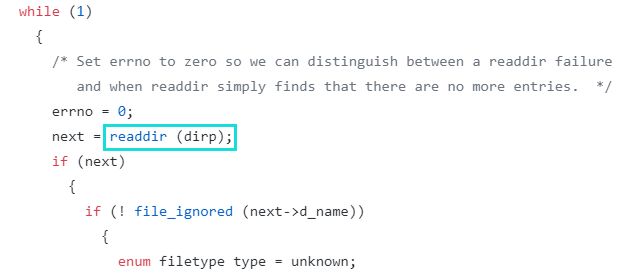 while (1)
{
/* Set errno to zero so we can distinguish between a readdir failure
and when readdir simply finds that there are no more entries.  */
errno = 0;
next = readdir (dirp);
if (next)
{
if (! file_ignored (next->d_name))
{
enum filetype type = unknown;